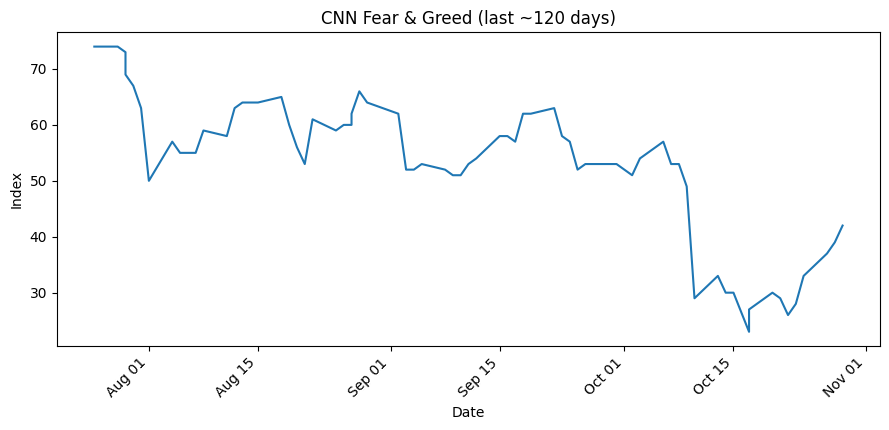 CNN Fear & Greed (last ~120 days)
Index
70
60
50
40
30
Aug 01
Aug 15
Sep 01
Sep 15
Oct 01
Oct 15
Nov 01
Date